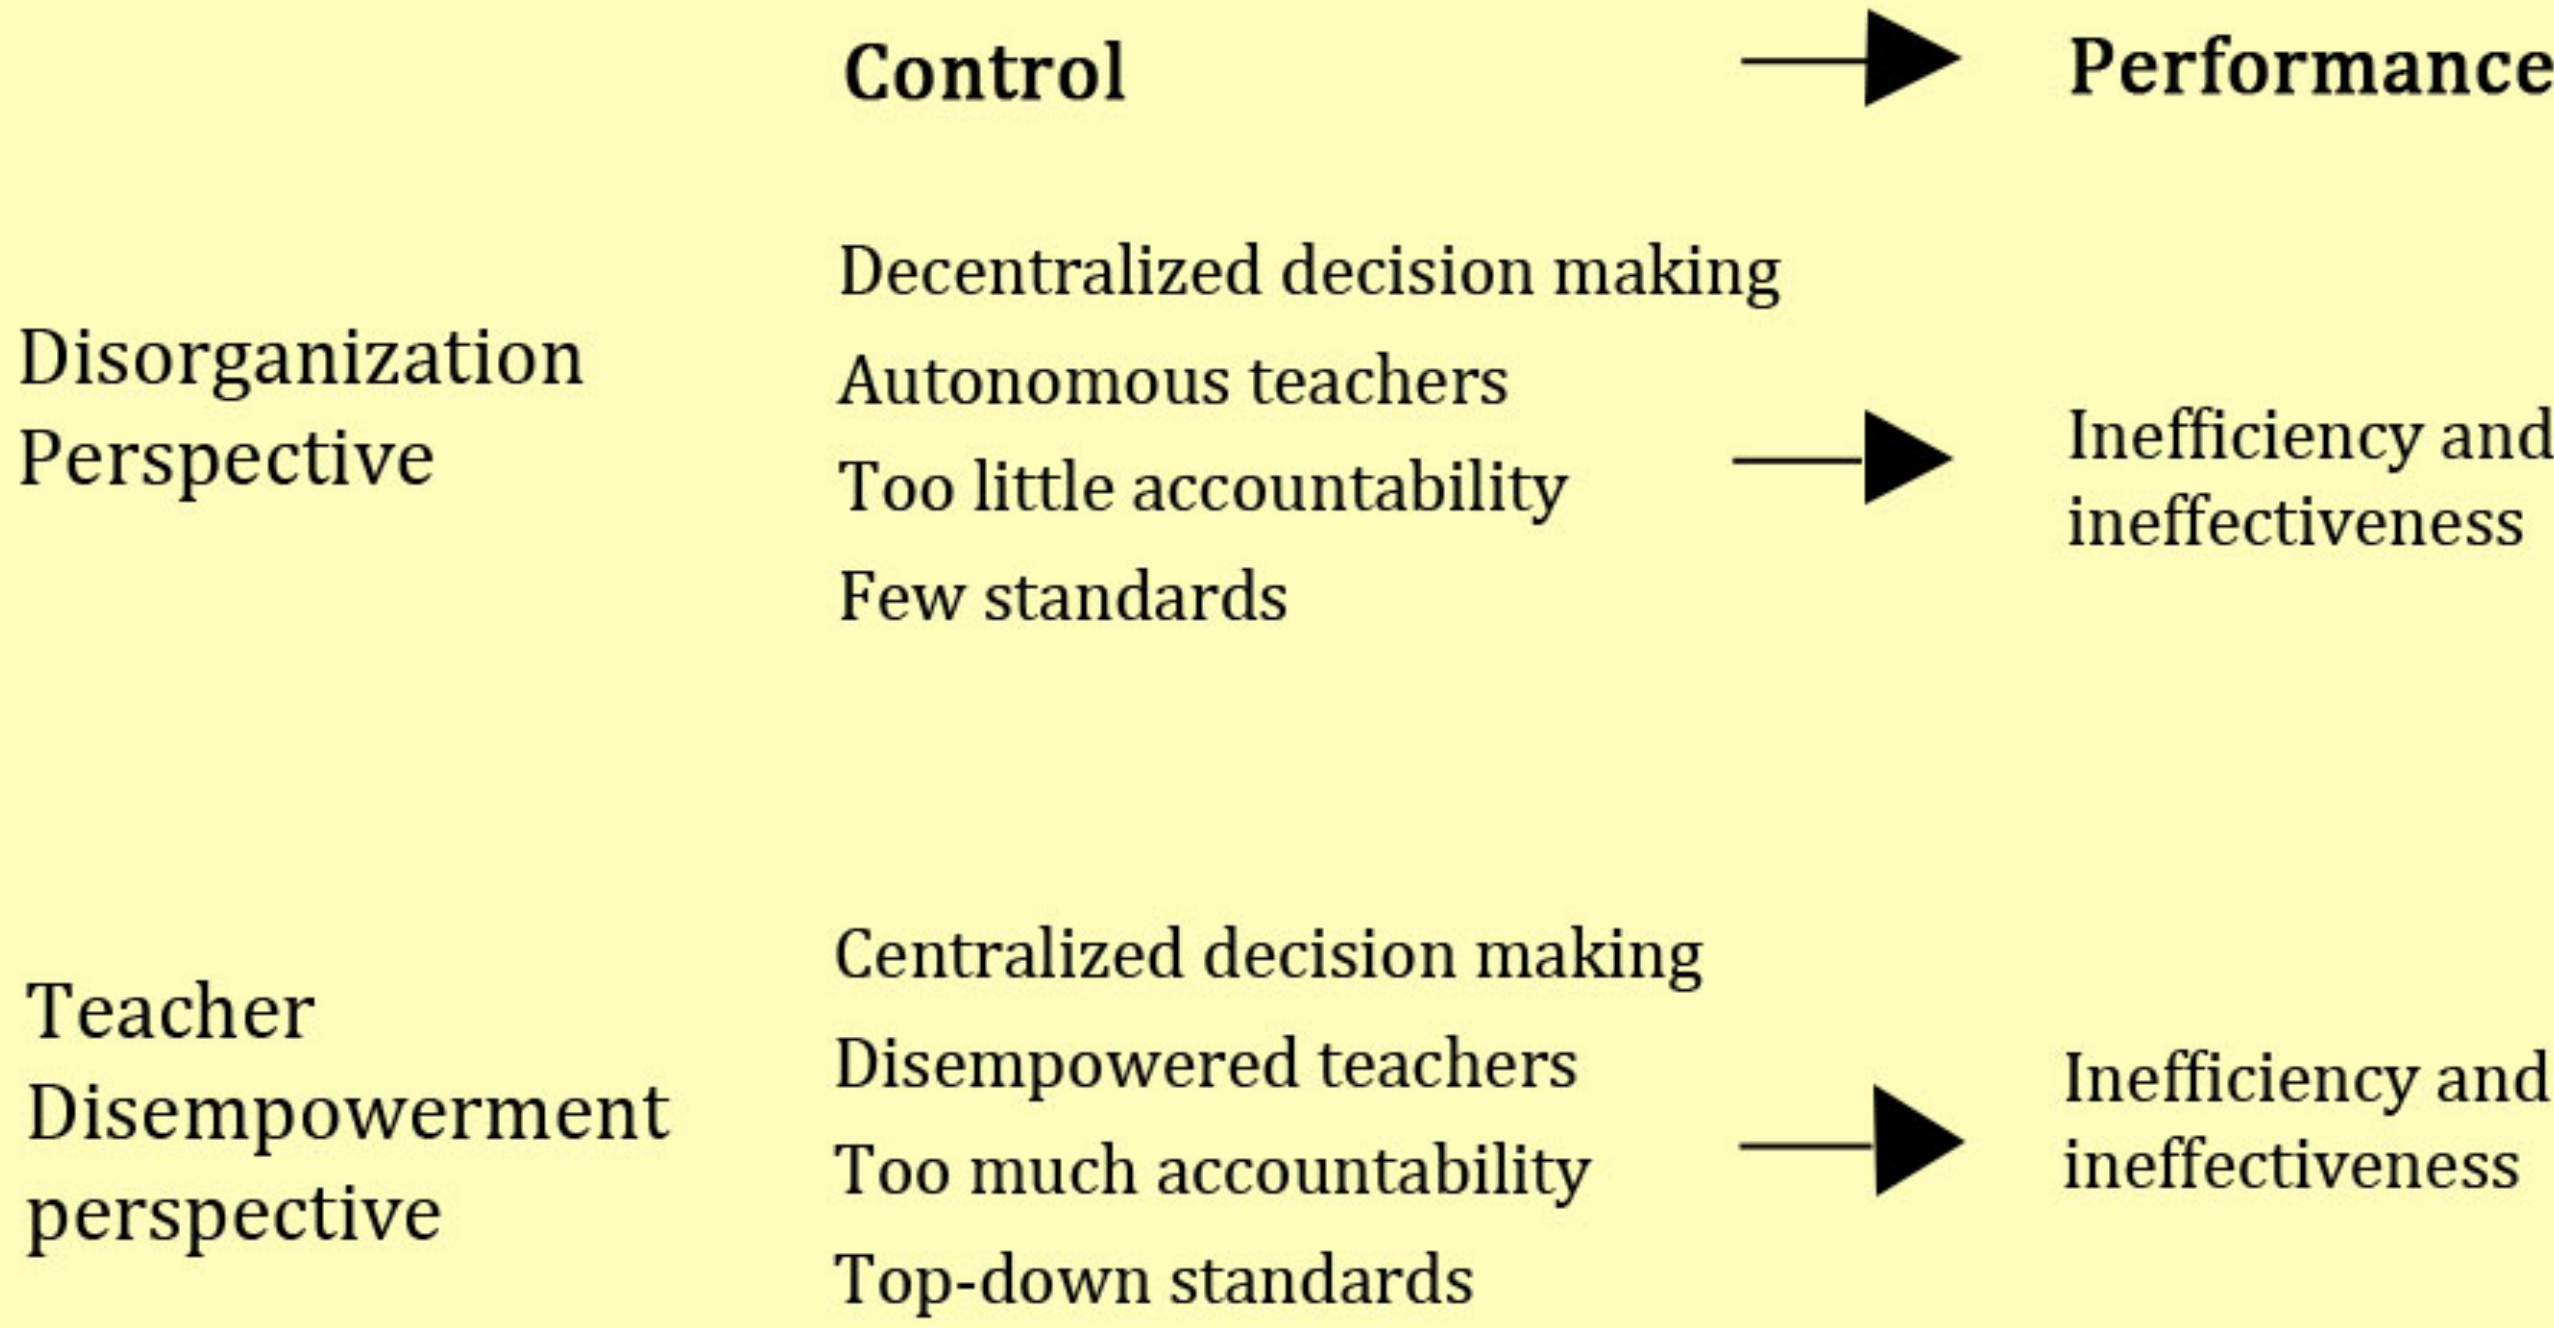 Control
Performance
Disorganization
Perspective
Decentralized decision making
Autonomous teachers
Too little accountability
Few standards
Inefficiency and
ineffectiveness
Teacher
Disempowerment
perspective
Centralized decision making
Disempowered teachers
Too much accountability
Top-down standards
Inefficiency and
ineffectiveness